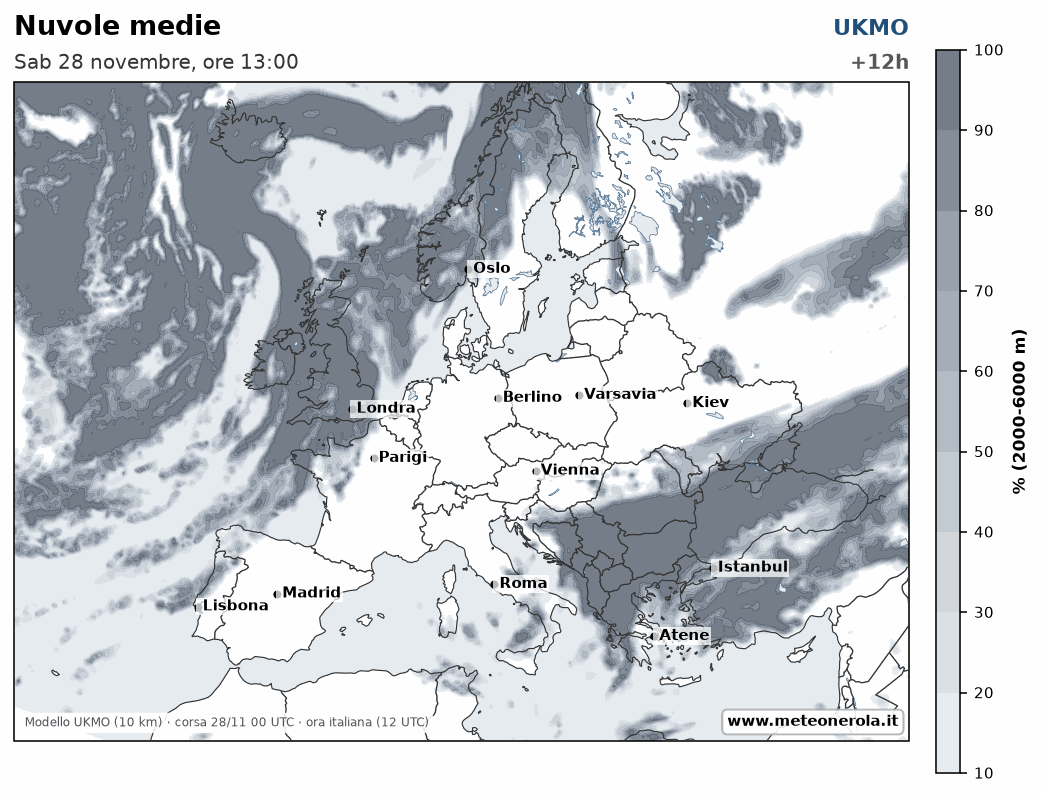 Nuvole medie
UKMO
Sab 28 novembre, ore 13:00
+12h
100
90
80
70
60
50
40
30
20
10
% (2000-6000 m)
Oslo
Berlino
Varsavia
Kiev
Londra
Parigi
Vienna
Istanbul
Roma
Madrid
Lisbona
Atene
Modello UKMO (10 km) · corsa 28/11 00 UTC · ora italiana (12 UTC)
www.meteonerola.it